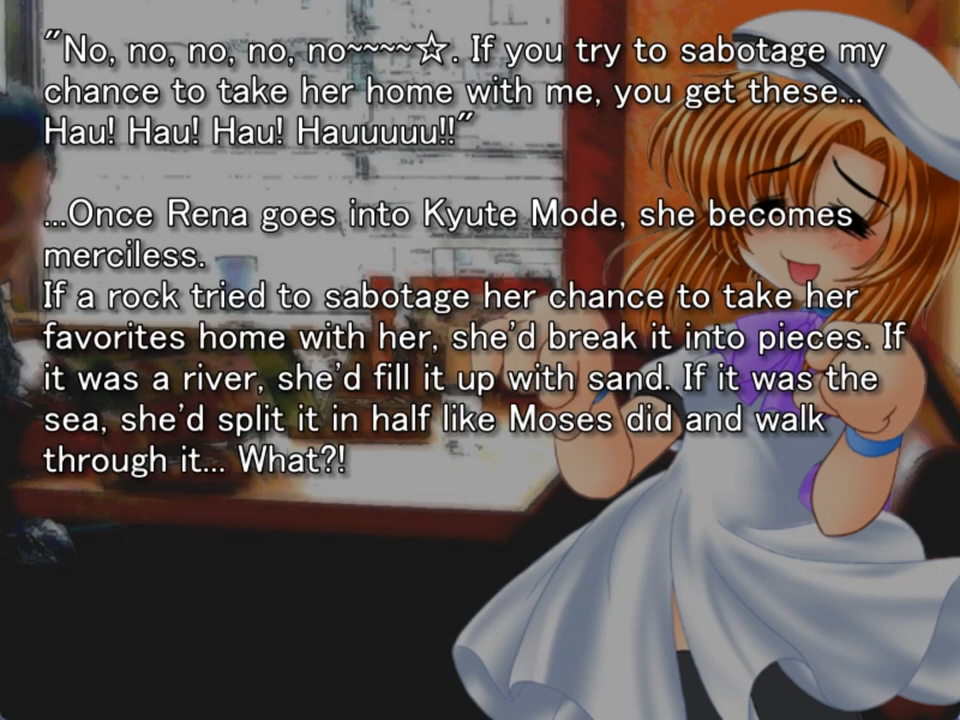 "No, no, no, no, no~~~~☆. If you try to sabotage my
chance to take her home with me, you get these...
Hau! Hau! Hau! Hauuuuu!!"
...Once Rena goes into Kyute Mode, she becomes
merciless.
If a rock tried to sabotage her chance to take her
favorites home with her, she'd break it into pieces. If
it was a river, she'd fill it up with sand. If it was the
sea, she'd split it in half like Moses did and walk
through it... What?!